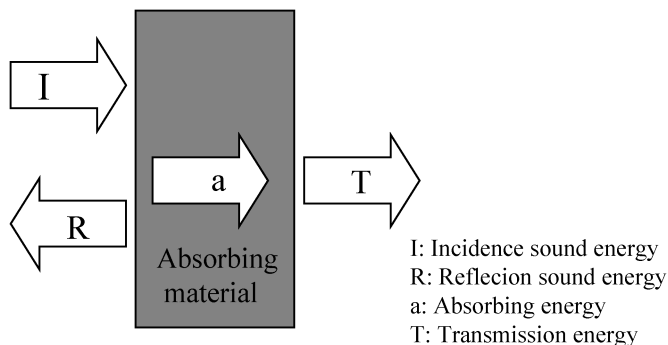 I
R
a
T
Absorbing
material
I: Incidence sound energy
R: Reflecion sound energy
a: Absorbing energy
T: Transmission energy